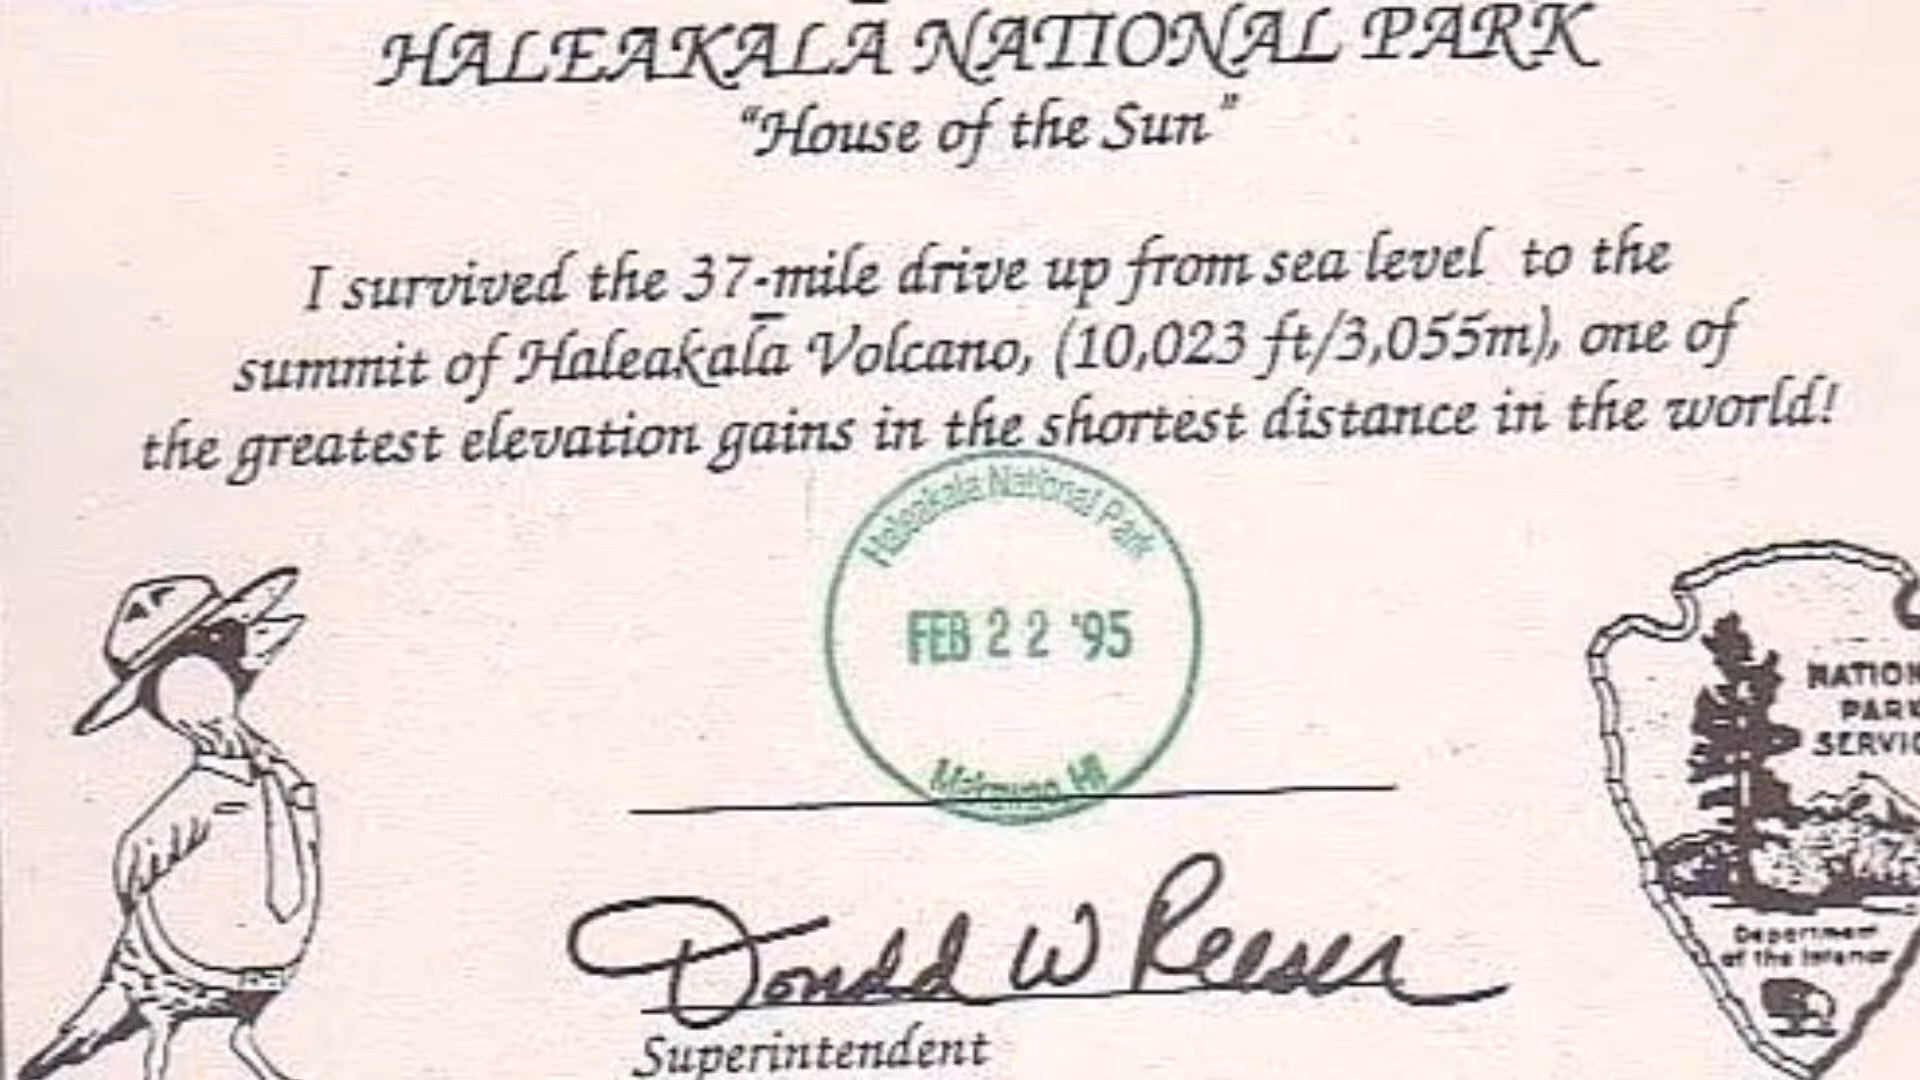 HALEAKALĀ NATIONAL PARK
“House of the Sun”
I survived the 37-mile drive up from sea level to the
summit of Haleakalā Volcano, (10,023 ft/3,055m), one of
the greatest elevation gains in the shortest distance in the world!
Haleakala National Park
FEB 22 '95
Makawao, HI
NATION
PARK
SERVIC
Department
of the Interior
Donald W Reeser
Superintendent